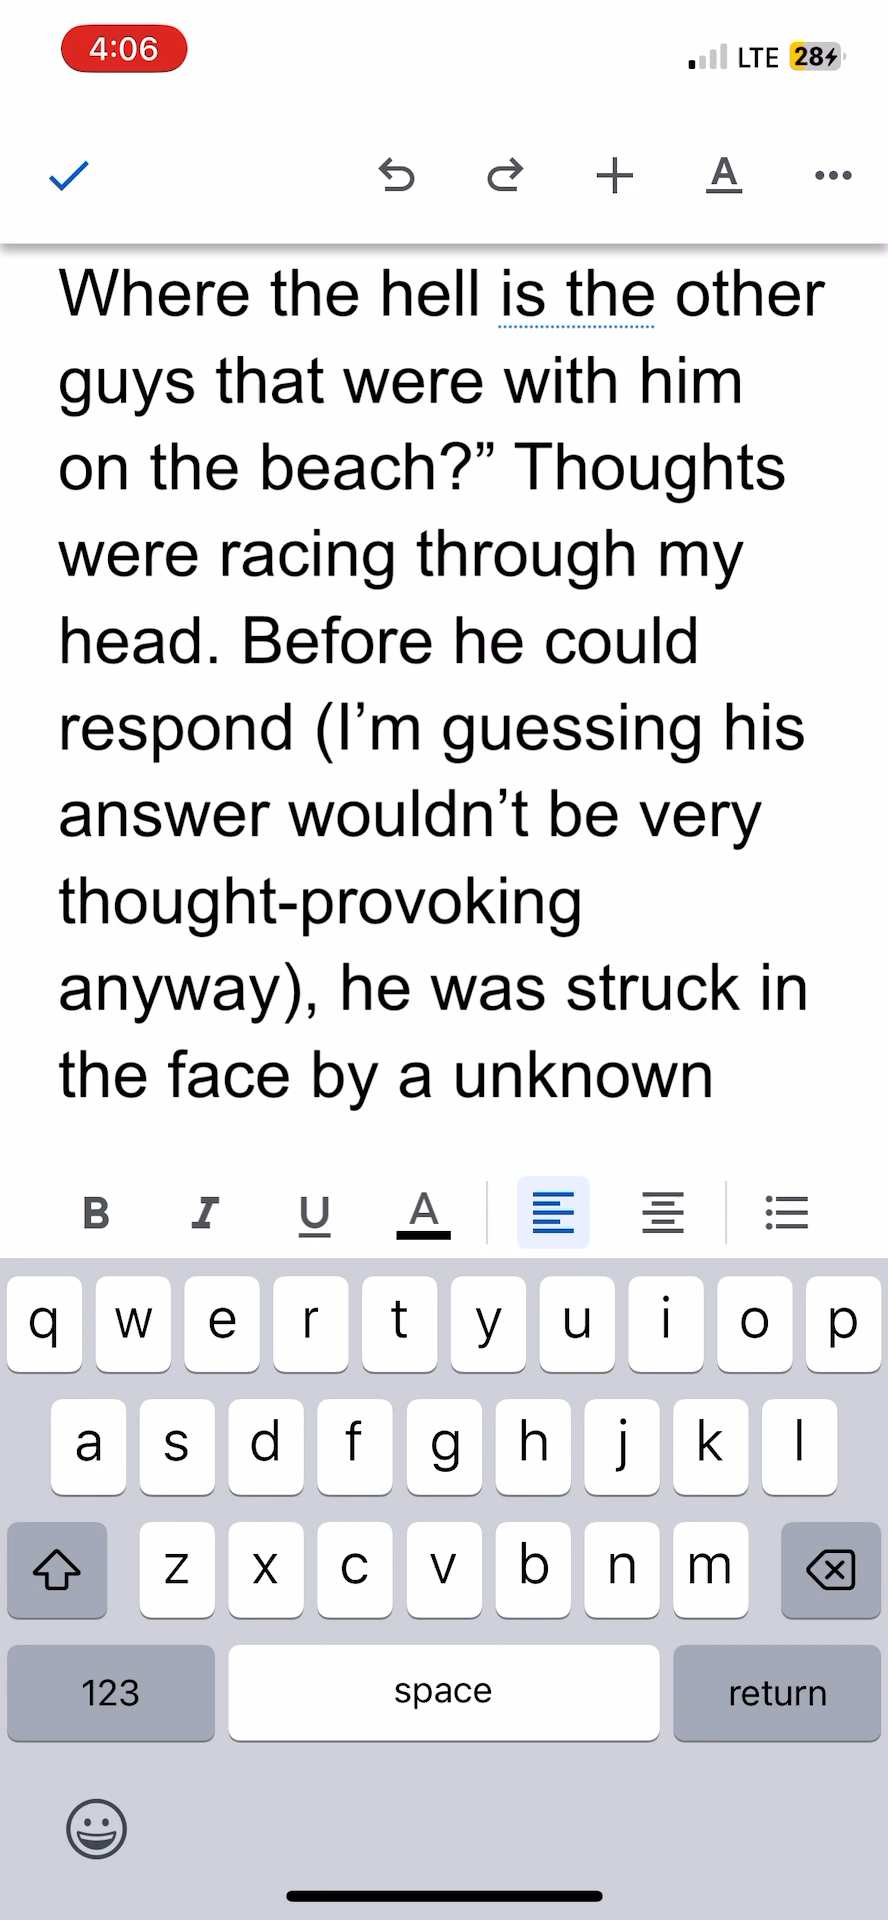 4:06
LTE 28
A
Where the hell is the other
guys that were with him
on the beach?” Thoughts
were racing through my
head. Before he could
respond (I’m guessing his
answer wouldn’t be very
thought-provoking
anyway), he was struck in
the face by a unknown
B I U A
q w e r t y u i o p
a s d f g h j k l
z x c v b n m
123 space return